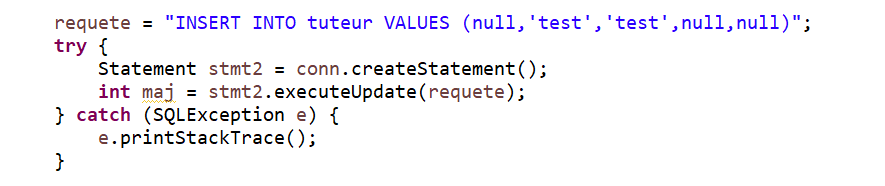 requete = "INSERT INTO tuteur VALUES (null,'test','test',null,null)";
try {
    Statement stmt2 = conn.createStatement();
    int maj = stmt2.executeUpdate(requete);
} catch (SQLException e) {
    e.printStackTrace();
}